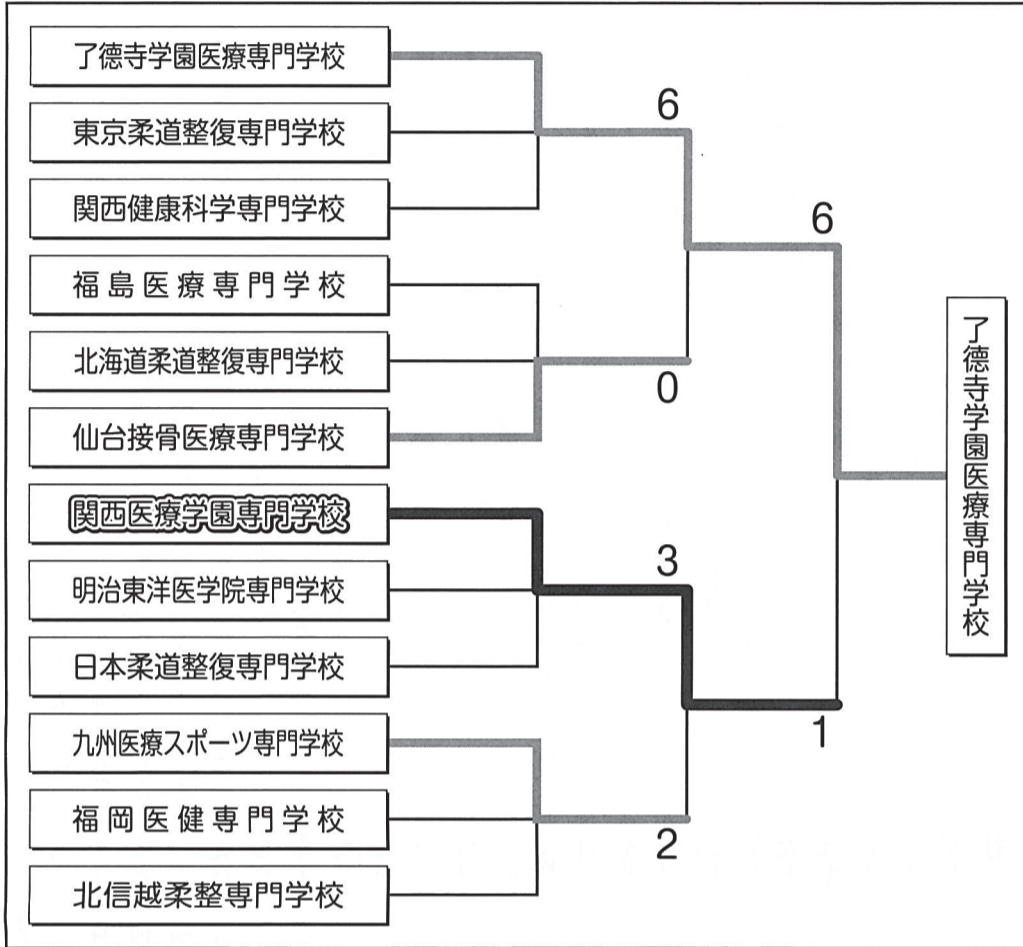 了徳寺学園医療専門学校
東京柔道整復専門学校
関西健康科学専門学校
福島医療専門学校
北海道柔道整復専門学校
仙台接骨医療専門学校
関西医療学園専門学校
明治東洋医学院専門学校
日本柔道整復専門学校
九州医療スポーツ専門学校
福岡医健専門学校
北信越柔整専門学校
6
0
3
2
6
1
了徳寺学園医療専門学校